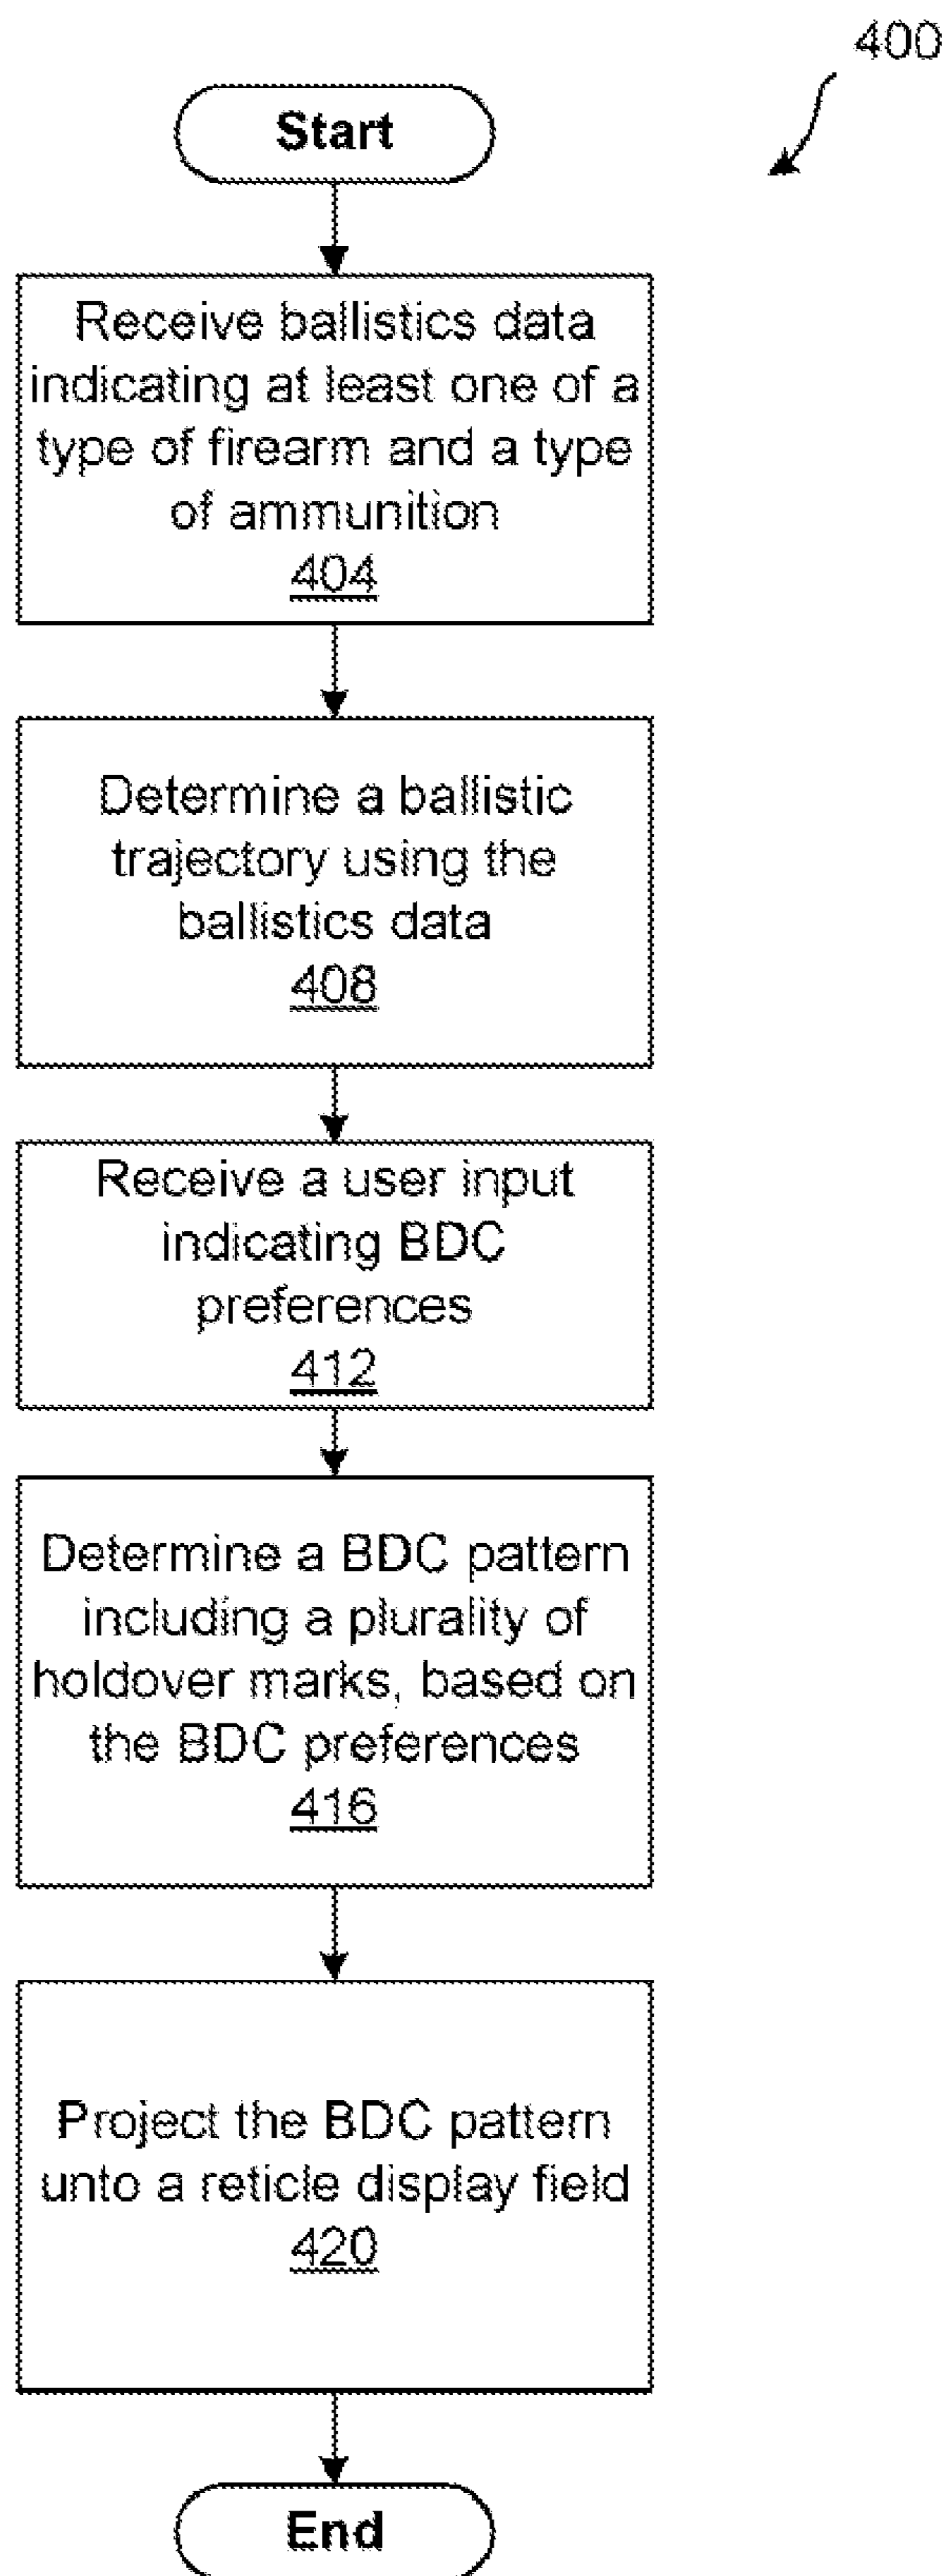 400
Start
Receive ballistics data
indicating at least one of a
type of firearm and a type
of ammunition
404
Determine a ballistic
trajectory using the
ballistics data
408
Receive a user input
indicating BDC
preferences
412
Determine a BDC pattern
including a plurality of
holdover marks, based on
the BDC preferences
416
Project the BDC pattern
unto a reticle display field
420
End